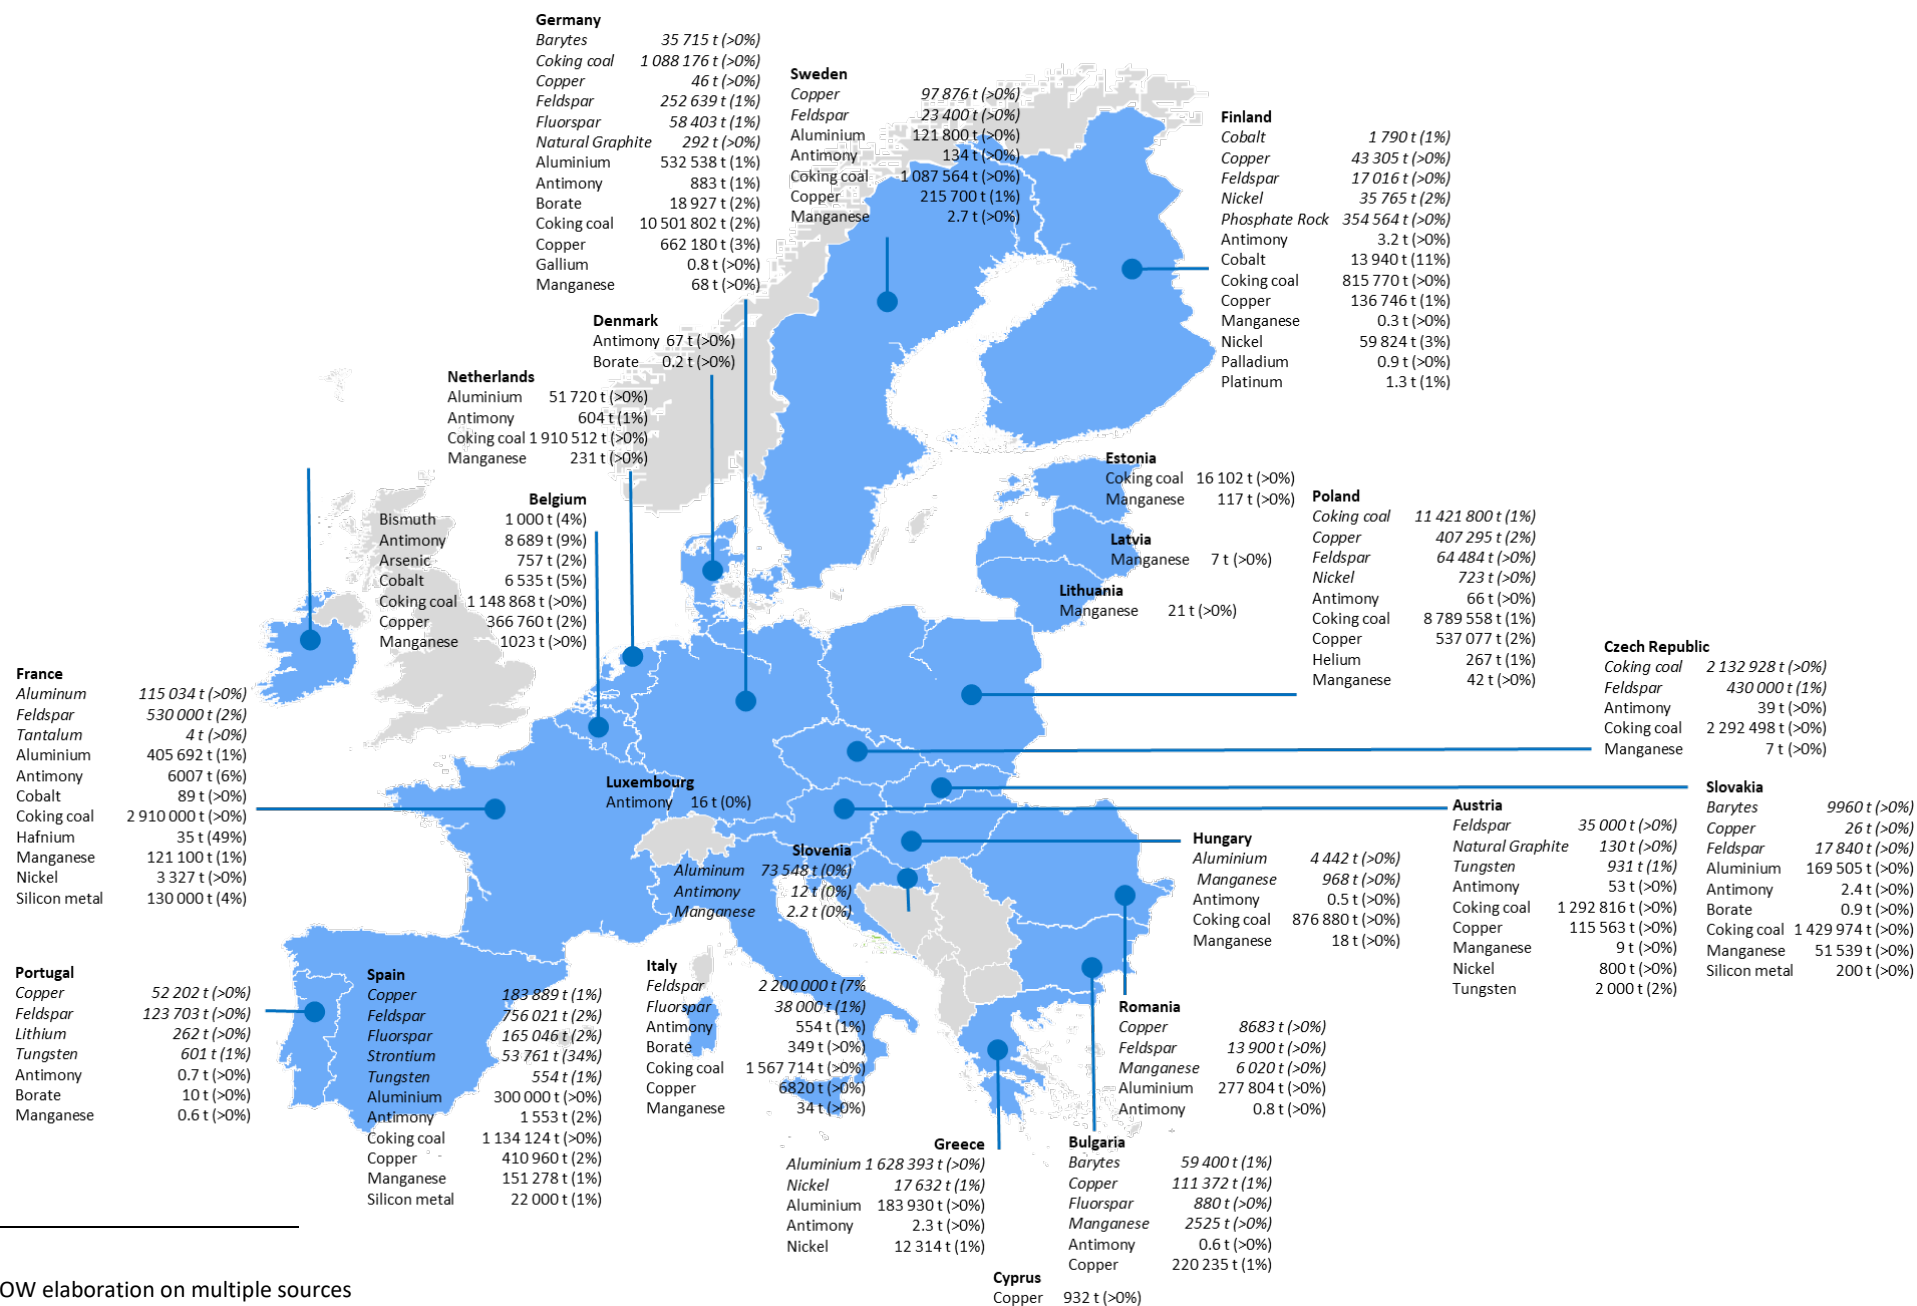 Germany
Barytes 35 715 t (>0%)
Coking coal 1 088 176 t (>0%)
Copper 46 t (>0%)
Feldspar 252 639 t (1%)
Fluorspar 58 403 t (1%)
Natural Graphite 292 t (>0%)
Aluminium 532 538 t (1%)
Antimony 883 t (1%)
Borate 18 927 t (2%)
Coking coal 10 501 802 t (2%)
Copper 662 180 t (3%)
Gallium 0.8 t (>0%)
Manganese 68 t (>0%)
Sweden
Copper 97 876 t (>0%)
Feldspar 23 400 t (>0%)
Aluminium 121 800 t (>0%)
Antimony 134 t (>0%)
Coking coal 1 087 564 t (>0%)
Copper 215 700 t (1%)
Manganese 2.7 t (>0%)
Finland
Cobalt 1 790 t (1%)
Copper 43 305 t (>0%)
Feldspar 17 016 t (>0%)
Nickel 35 765 t (2%)
Phosphate Rock 354 564 t (>0%)
Antimony 3.2 t (>0%)
Cobalt 13 940 t (11%)
Coking coal 815 770 t (>0%)
Copper 136 746 t (1%)
Manganese 0.3 t (>0%)
Nickel 59 824 t (3%)
Palladium 0.9 t (>0%)
Platinum 1.3 t (1%)
Denmark
Antimony 67 t (>0%)
Borate 0.2 t (>0%)
Netherlands
Aluminium 51 720 t (>0%)
Antimony 604 t (1%)
Coking coal 1 910 512 t (>0%)
Manganese 231 t (>0%)
Belgium
Bismuth 1 000 t (4%)
Antimony 8 689 t (9%)
Arsenic 757 t (2%)
Cobalt 6 535 t (5%)
Coking coal 1 148 868 t (>0%)
Copper 366 760 t (2%)
Manganese 1023 t (>0%)
Estonia
Coking coal 16 102 t (>0%)
Manganese 117 t (>0%)
Latvia
Manganese 7 t (>0%)
Lithuania
Manganese 21 t (>0%)
Poland
Coking coal 11 421 800 t (1%)
Copper 407 295 t (2%)
Feldspar 64 484 t (>0%)
Nickel 723 t (>0%)
Antimony 66 t (>0%)
Coking coal 8 789 558 t (1%)
Copper 537 077 t (2%)
Helium 267 t (1%)
Manganese 42 t (>0%)
Czech Republic
Coking coal 2 132 928 t (>0%)
Feldspar 430 000 t (1%)
Antimony 39 t (>0%)
Coking coal 2 292 498 t (>0%)
Manganese 7 t (>0%)
France
Aluminum 115 034 t (>0%)
Feldspar 530 000 t (2%)
Tantalum 4 t (>0%)
Aluminium 405 692 t (1%)
Antimony 6007 t (6%)
Cobalt 89 t (>0%)
Coking coal 2 910 000 t (>0%)
Hafnium 35 t (49%)
Manganese 121 100 t (1%)
Nickel 3 327 t (>0%)
Silicon metal 130 000 t (4%)
Luxembourg
Antimony 16 t (0%)
Slovenia
Aluminum 73 548 t (0%)
Antimony 12 t (0%)
Manganese 2.2 t (0%)
Hungary
Aluminium 4 442 t (>0%)
Manganese 968 t (>0%)
Antimony 0.5 t (>0%)
Coking coal 876 880 t (>0%)
Manganese 18 t (>0%)
Austria
Feldspar 35 000 t (>0%)
Natural Graphite 130 t (>0%)
Tungsten 931 t (1%)
Antimony 53 t (>0%)
Coking coal 1 292 816 t (>0%)
Copper 115 563 t (>0%)
Manganese 9 t (>0%)
Nickel 800 t (>0%)
Tungsten 2 000 t (2%)
Slovakia
Barytes 9960 t (>0%)
Copper 26 t (>0%)
Feldspar 17 840 t (>0%)
Aluminium 169 505 t (>0%)
Antimony 2.4 t (>0%)
Borate 0.9 t (>0%)
Coking coal 1 429 974 t (>0%)
Manganese 51 539 t (>0%)
Silicon metal 200 t (>0%)
Portugal
Copper 52 202 t (>0%)
Feldspar 123 703 t (>0%)
Lithium 262 t (>0%)
Tungsten 601 t (1%)
Antimony 0.7 t (>0%)
Borate 10 t (>0%)
Manganese 0.6 t (>0%)
Spain
Copper 183 889 t (1%)
Feldspar 756 021 t (2%)
Fluorspar 165 046 t (2%)
Strontium 53 761 t (34%)
Tungsten 554 t (1%)
Aluminium 300 000 t (>0%)
Antimony 1 553 t (2%)
Coking coal 1 134 124 t (>0%)
Copper 410 960 t (2%)
Manganese 151 278 t (1%)
Silicon metal 22 000 t (1%)
Italy
Feldspar 2 200 000 t (7%
Fluorspar 38 000 t (1%)
Antimony 554 t (1%)
Borate 349 t (>0%)
Coking coal 1 567 714 t (>0%)
Copper 6820 t (>0%)
Manganese 34 t (>0%)
Romania
Copper 8683 t (>0%)
Feldspar 13 900 t (>0%)
Manganese 6 020 t (>0%)
Aluminium 277 804 t (>0%)
Antimony 0.8 t (>0%)
Greece
Aluminium 1 628 393 t (>0%)
Nickel 17 632 t (1%)
Aluminium 183 930 t (>0%)
Antimony 2.3 t (>0%)
Nickel 12 314 t (1%)
Bulgaria
Barytes 59 400 t (1%)
Copper 111 372 t (1%)
Fluorspar 880 t (>0%)
Manganese 2525 t (>0%)
Antimony 0.6 t (>0%)
Copper 220 235 t (1%)
Cyprus
Copper 932 t (>0%)
OW elaboration on multiple sources